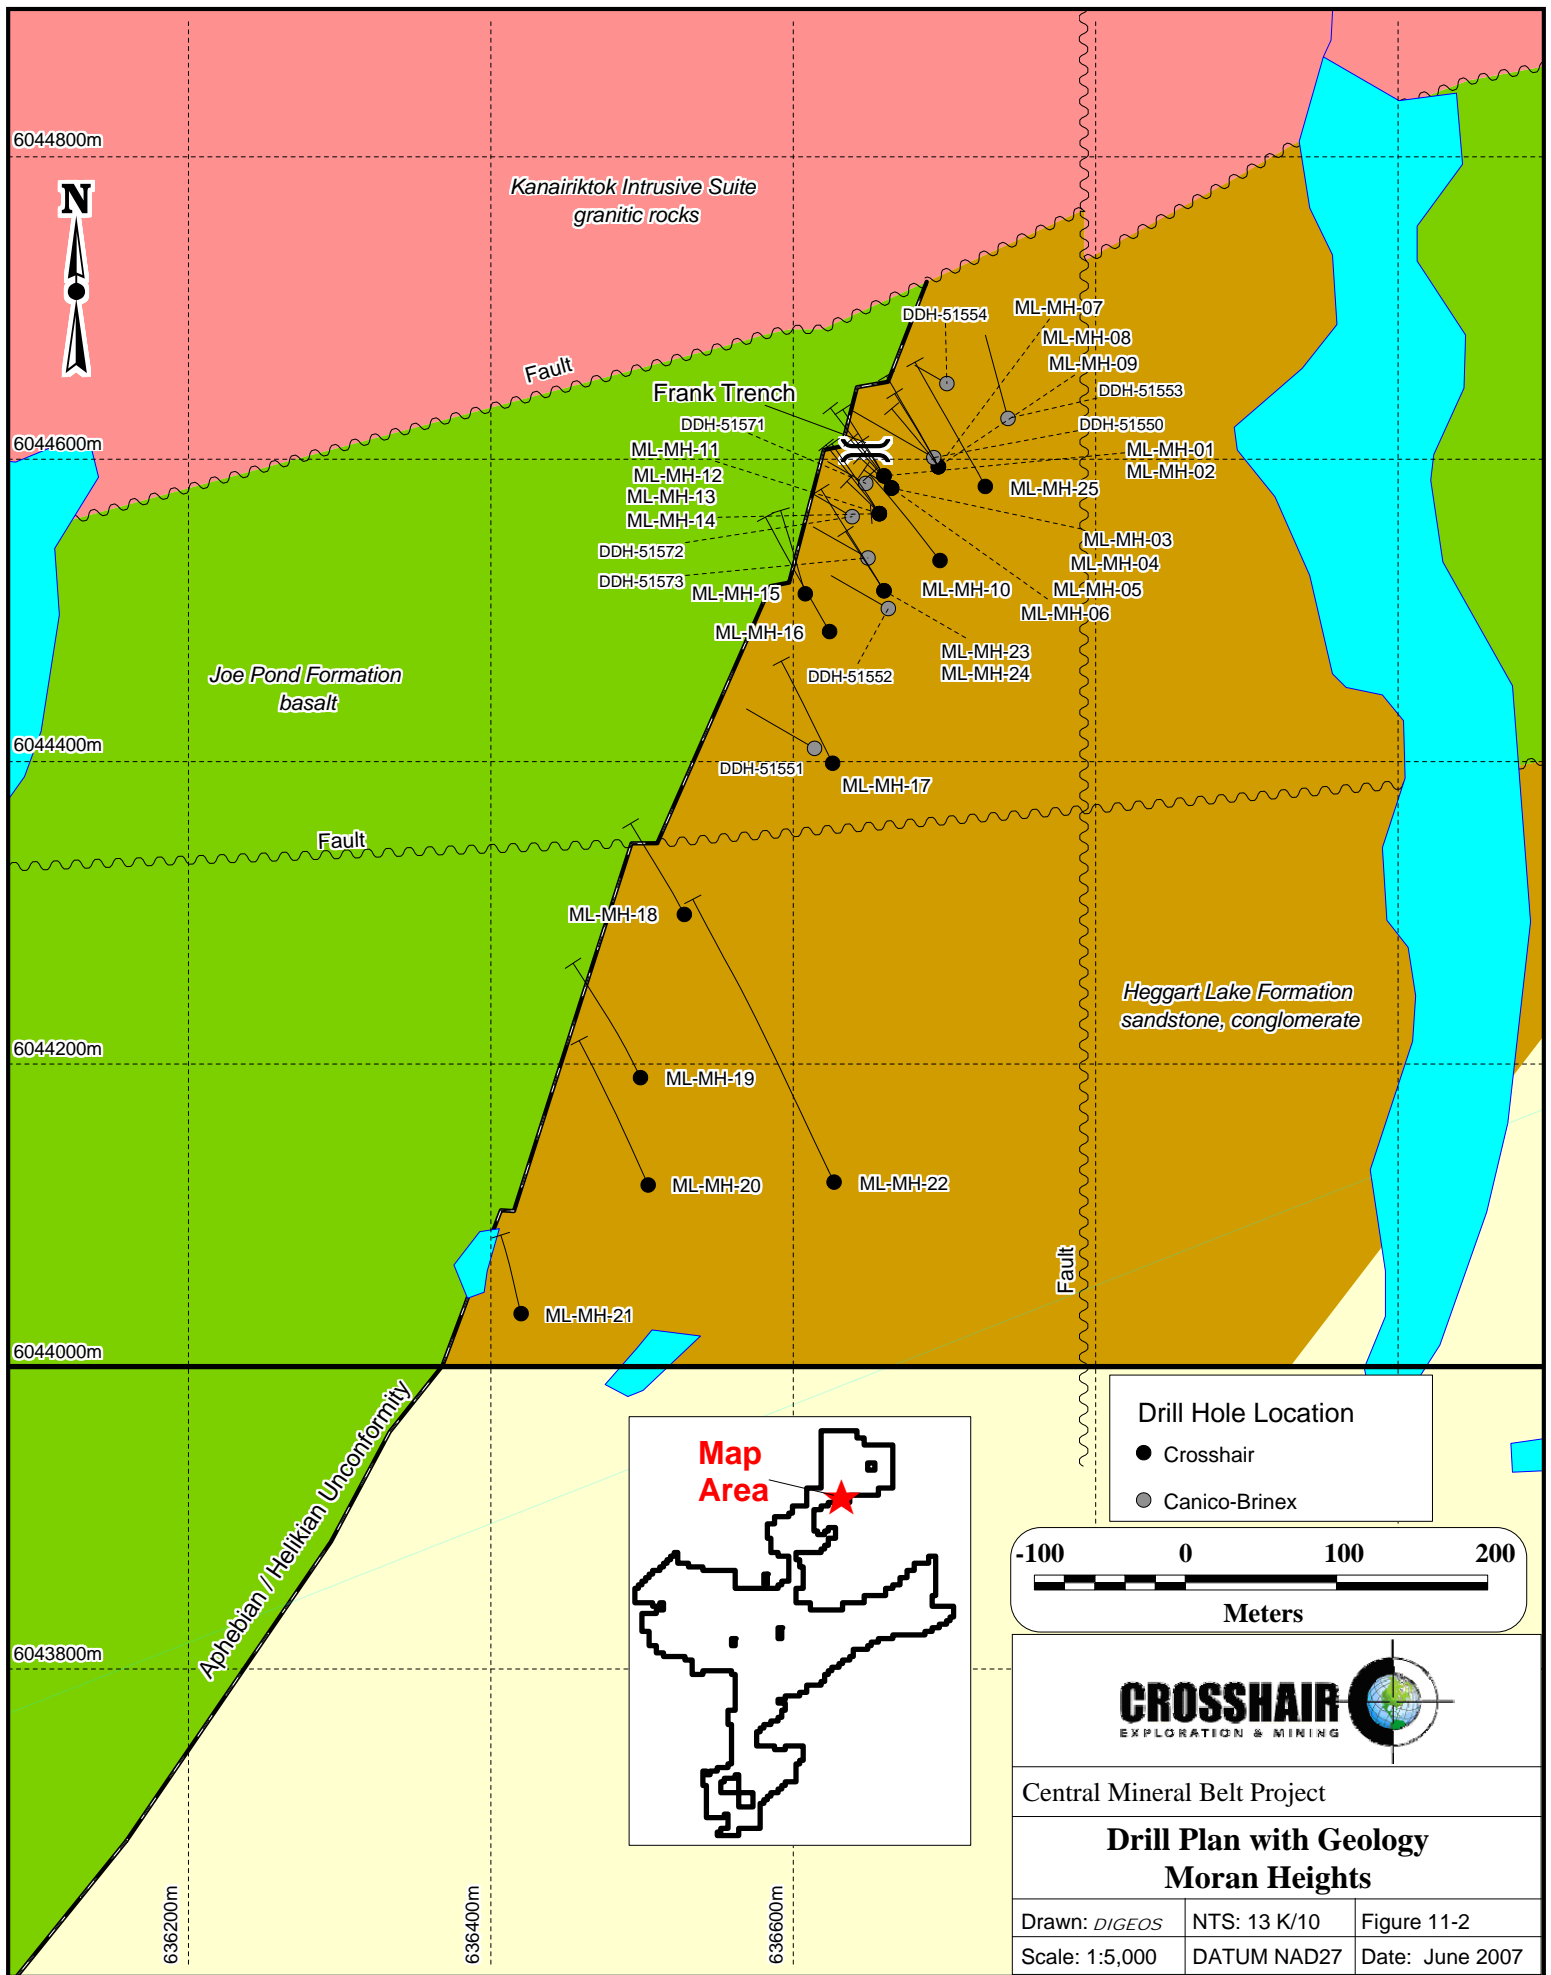 6044800m
N
Kanairiktok Intrusive Suite
granitic rocks
DDH-51554
ML-MH-07
ML-MH-08
ML-MH-09
Fault
Frank Trench
DDH-51553
DDH-51571
DDH-51550
6044600m
ML-MH-11
ML-MH-01
ML-MH-12
ML-MH-02
ML-MH-13
ML-MH-25
ML-MH-14
ML-MH-03
DDH-51572
ML-MH-04
DDH-51573
ML-MH-15
ML-MH-10
ML-MH-05
ML-MH-06
ML-MH-16
ML-MH-23
ML-MH-24
Joe Pond Formation
basalt
DDH-51552
6044400m
DDH-51551
ML-MH-17
Fault
ML-MH-18
Heggart Lake Formation
sandstone, conglomerate
6044200m
ML-MH-19
ML-MH-20
ML-MH-22
Fault
ML-MH-21
6044000m
Aphebian / Helikian Unconformity
Drill Hole Location
Crosshair
Canico-Brinex
Map
Area
-100 0 100 200
Meters
6043800m
CROSSHAIR
EXPLORATION & MINING
Central Mineral Belt Project
Drill Plan with Geology
Moran Heights
636200m
636400m
636600m
Drawn: DIGEOS
NTS: 13 K/10
Figure 11-2
Scale: 1:5,000
DATUM NAD27
Date: June 2007